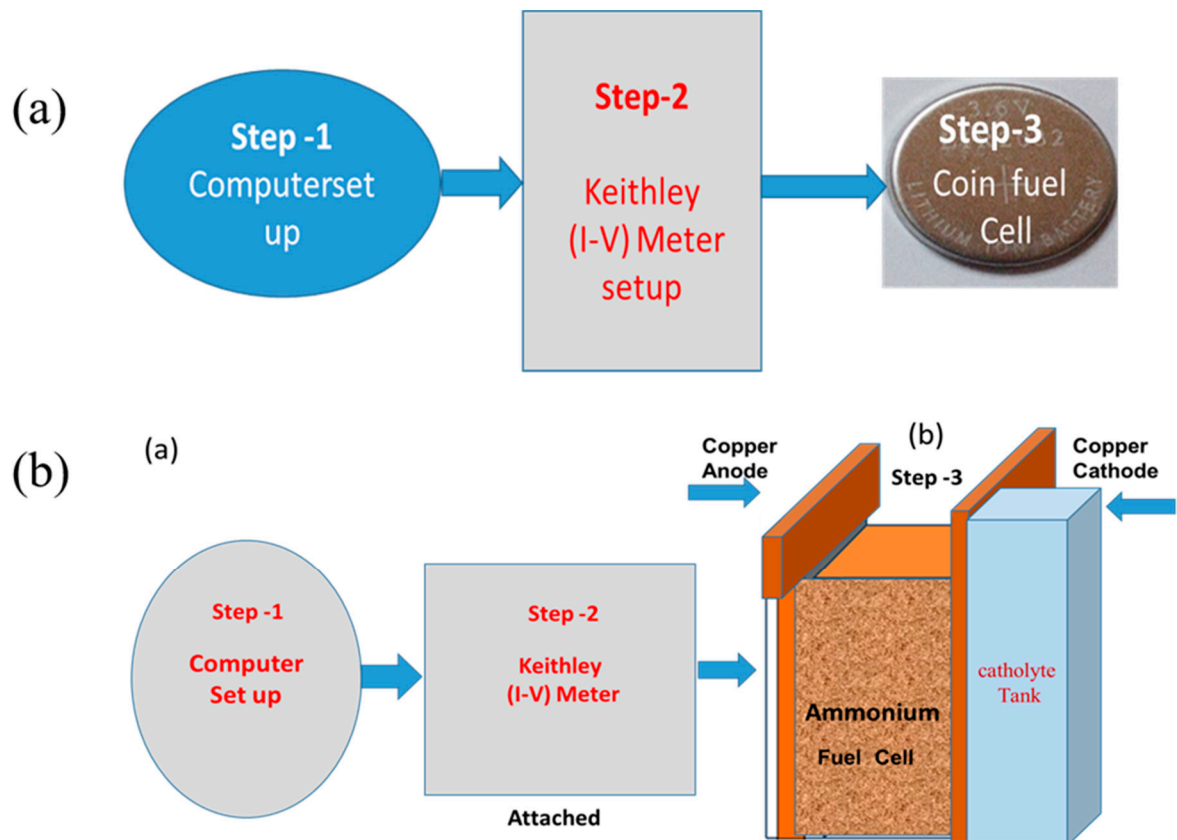 (a)
Step -1
Computerset
up
Step-2
Keithley
(I-V) Meter
setup
Step-3
Coin fuel
Cell
3.6V
LITHIUM ION BATTERY
(b)
(a)
Step -1
Computer
Set up
Step -2
Keithley
(I-V) Meter
Attached
Copper
Anode
(b)
Step -3
Copper
Cathode
Ammonium
Fuel Cell
catholyte
Tank